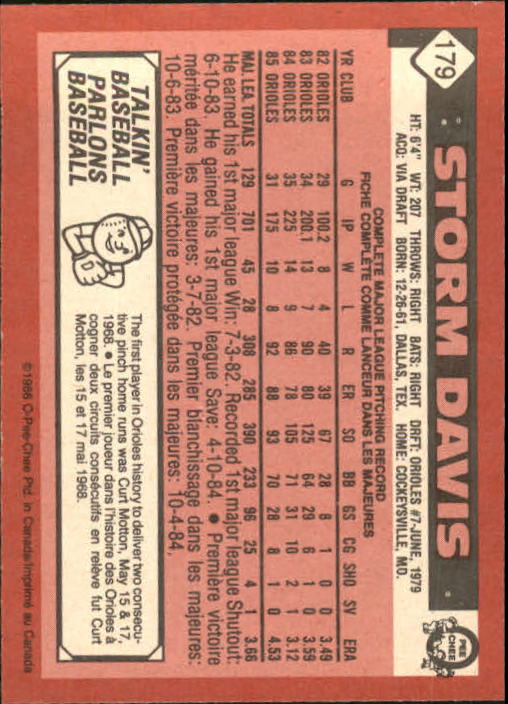 179
STORM DAVIS
O PEE CHEE
HT: 6'4" WT: 207 THROWS: RIGHT BATS: RIGHT DRFT: ORIOLES #7-JUNE, 1979
ACQ: VIA DRAFT BORN: 12-26-61, DALLAS, TEX. HOME: COCKEYSVILLE, MD.
COMPLETE MAJOR LEAGUE PITCHING RECORD
FICHE COMPLÈTE COMME LANCEUR DANS LES MAJEURES
YR CLUB G IP W L R ER SO BB GS CG SHO SV ERA
82 ORIOLES 29 100.2 8 4 40 39 67 28 8 1 0 0 3.49
83 ORIOLES 34 200.1 13 7 90 80 125 64 29 6 1 0 3.59
84 ORIOLES 35 225 14 9 86 78 105 71 31 10 2 1 3.12
85 ORIOLES 31 175 10 8 92 88 93 70 28 8 1 0 4.53
MAJ. LEA. TOTALS 129 701 45 28 308 285 390 233 96 25 4 1 3.66
He earned his 1st major league Win: 7-3-82. Recorded 1st major league Shutout:
6-10-83. He gained his 1st major league Save: 4-10-84. ● Première victoire
méritée dans les majeures: 3-7-82. Premier blanchissage dans les majeures:
10-6-83. Première victoire protégée dans les majeures: 10-4-84.
TALKIN'
BASEBALL
PARLONS
BASEBALL
The first player in Orioles history to deliver two consecu-
tive pinch home runs was Curt Motton, May 15 & 17,
1968. ● Le premier joueur dans l'histoire des Orioles à
cogner deux circuits consécutifs en relève fut Curt
Motton, les 15 et 17 mai 1968.
©1986 O-Pee-Chee Ptd. in Canada Imprimé au Canada